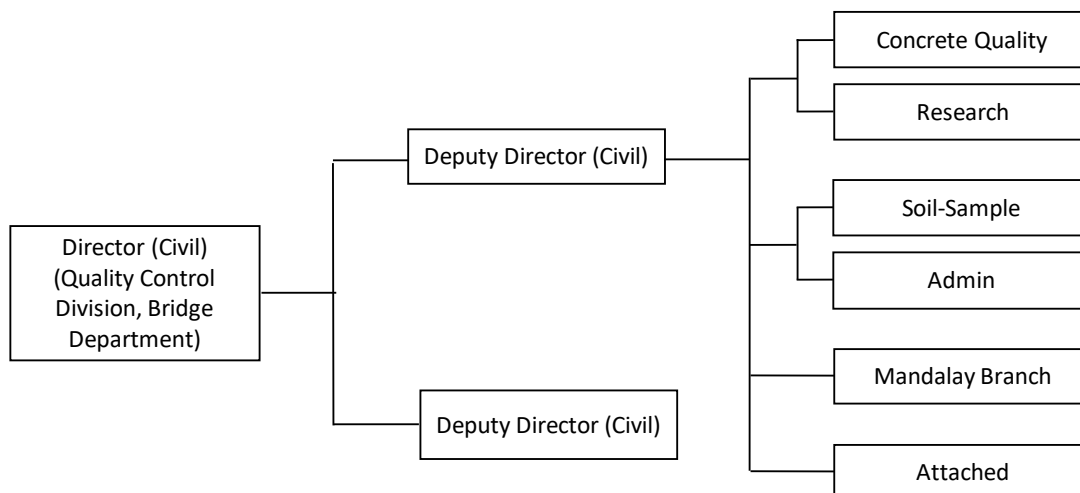 Concrete Quality
Research
Deputy Director (Civil)
Soil-Sample
Director (Civil)
(Quality Control
Division, Bridge
Department)
Admin
Mandalay Branch
Deputy Director (Civil)
Attached